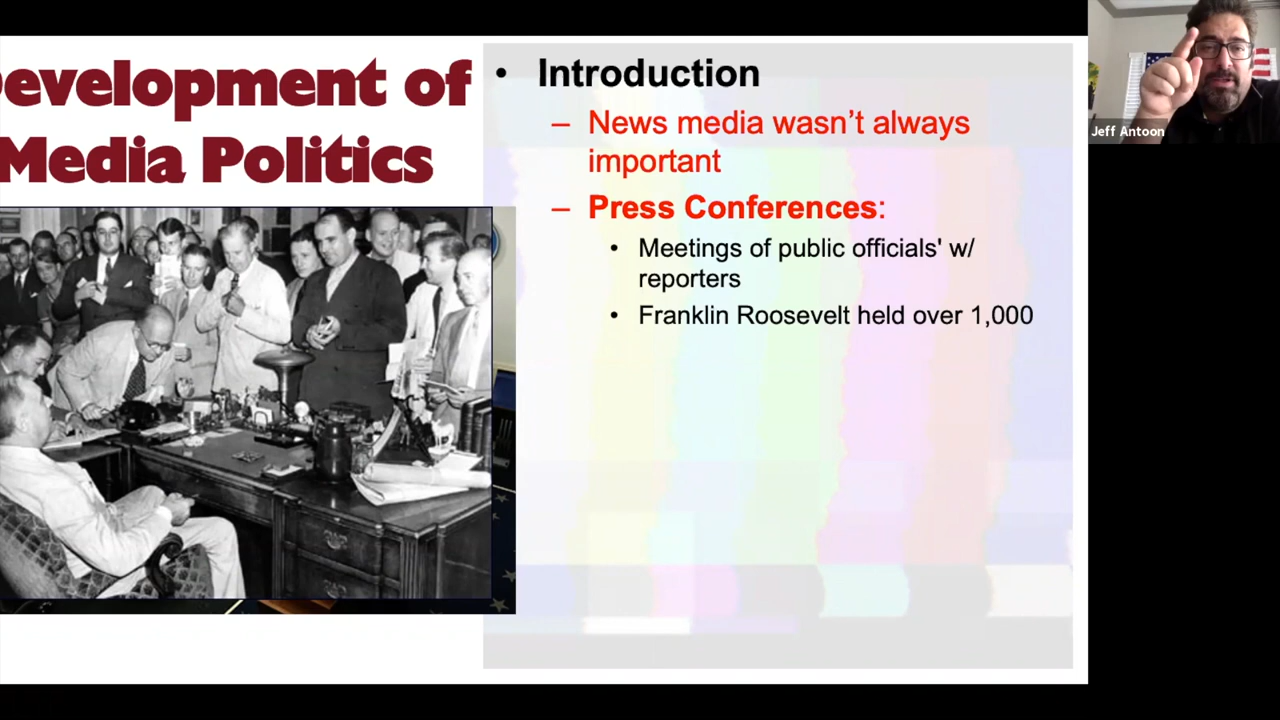 evelopment of
Media Politics
• Introduction
– News media wasn’t always
important
– Press Conferences:
• Meetings of public officials' w/
reporters
• Franklin Roosevelt held over 1,000
Jeff Antoon